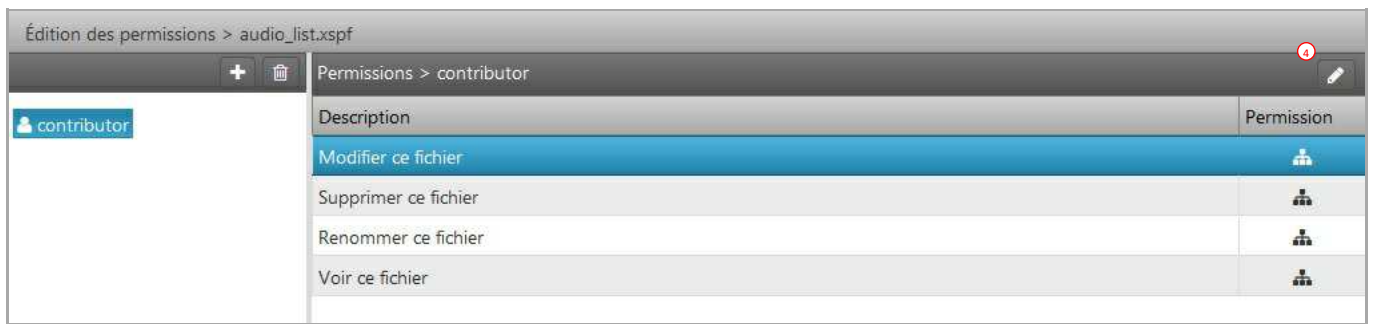 Édition des permissions > audio_list.xspf
4
Permissions > contributor
contributor
Description Permission
Modifier ce fichier
Supprimer ce fichier
Renommer ce fichier
Voir ce fichier